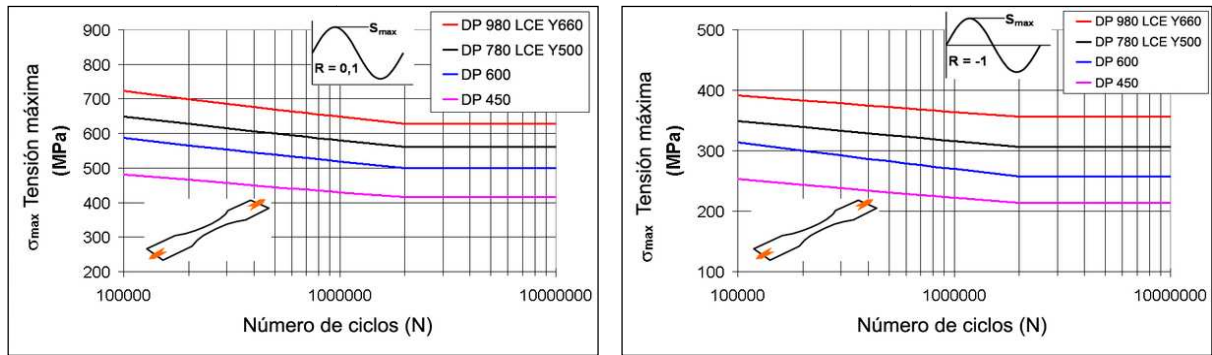 900
800
700
600
500
400
300
200
σmax Tensión máxima
(MPa)
100000
1000000
10000000
Número de ciclos (N)
Smax
R = 0,1
DP 980 LCE Y660
DP 780 LCE Y500
DP 600
DP 450
500
400
300
200
100
σmax Tensión máxima
(MPa)
100000
1000000
10000000
Número de ciclos (N)
Smax
R = -1
DP 980 LCE Y660
DP 780 LCE Y500
DP 600
DP 450